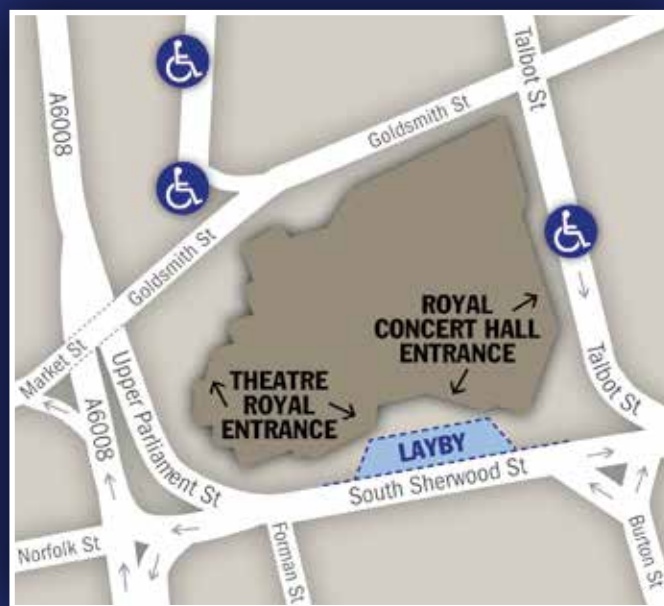 A6008
Talbot St
Goldsmith St
Goldsmith St
ROYAL
CONCERT HALL
ENTRANCE
Market St
THEATRE
ROYAL
ENTRANCE
Upper Parliament St
A6008
Talbot St
LAYBY
South Sherwood St
Norfolk St
Forman St
Burton St